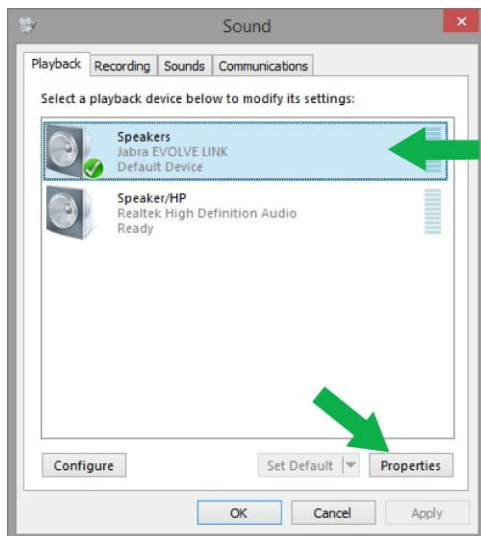 Sound
Playback Recording Sounds Communications
Select a playback device below to modify its settings:
Speakers
Jabra EVOLVE LINK
Default Device
Speaker/HP
Realtek High Definition Audio
Ready
Configure Set Default Properties
OK Cancel Apply